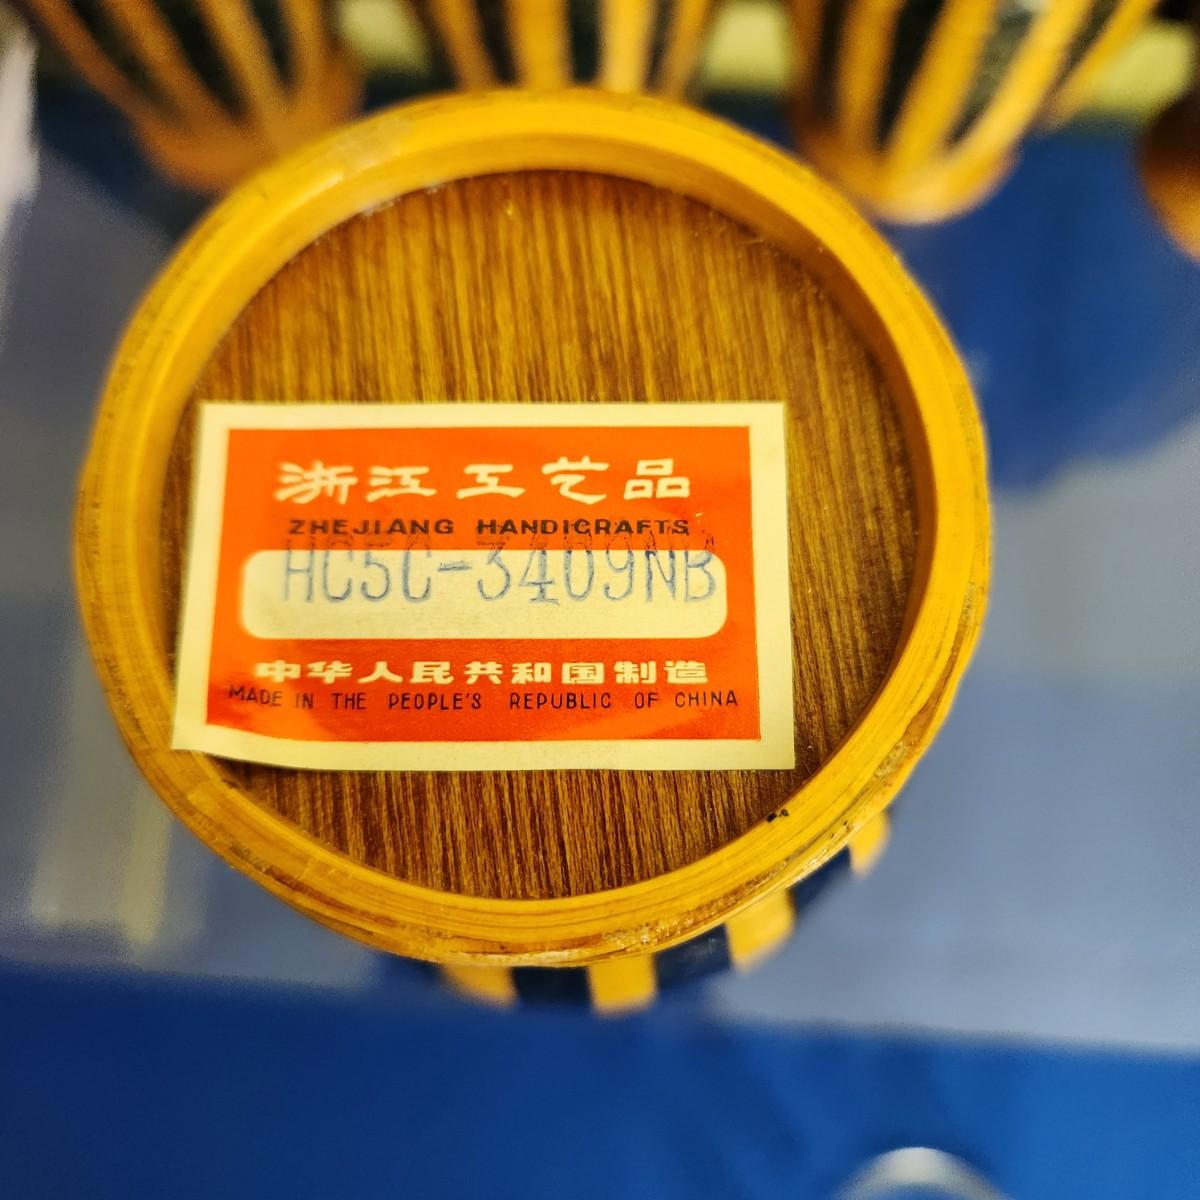 浙江工艺品
ZHEJIANG HANDICRAFTS
HC5C-3409NB
中华人民共和国制造
MADE IN THE PEOPLE'S REPUBLIC OF CHINA